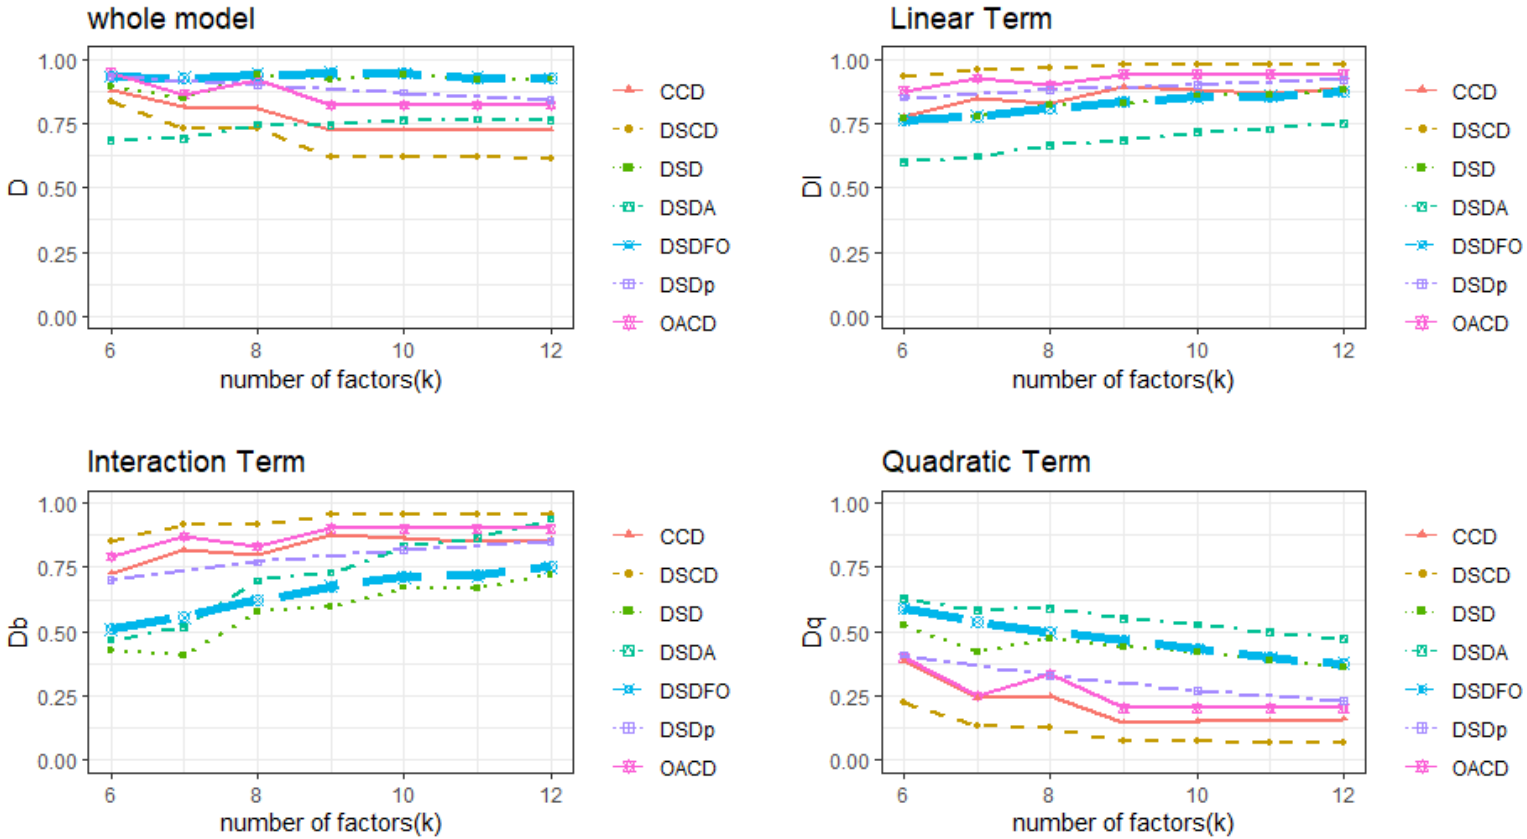 whole model
D
1.00
0.75
0.50
0.25
0.00
6 8 10 12
number of factors(k)
CCD
DSCD
DSD
DSDA
DSDFO
DSDp
OACD
Linear Term
Dl
1.00
0.75
0.50
0.25
0.00
6 8 10 12
number of factors(k)
CCD
DSCD
DSD
DSDA
DSDFO
DSDp
OACD
Interaction Term
Db
1.00
0.75
0.50
0.25
0.00
6 8 10 12
number of factors(k)
CCD
DSCD
DSD
DSDA
DSDFO
DSDp
OACD
Quadratic Term
Dq
1.00
0.75
0.50
0.25
0.00
6 8 10 12
number of factors(k)
CCD
DSCD
DSD
DSDA
DSDFO
DSDp
OACD